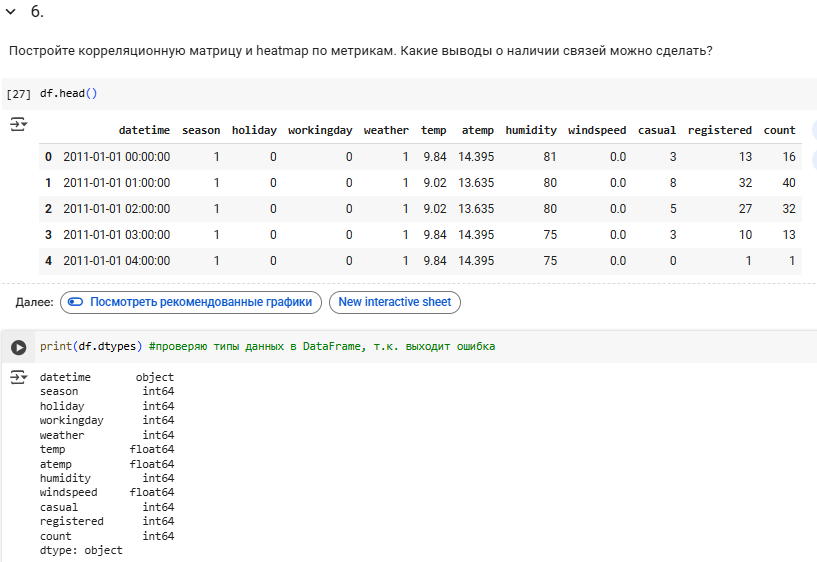 6.
Постройте корреляционную матрицу и heatmap по метрикам. Какие выводы о наличии связей можно сделать?
[27] df.head()
datetime season holiday workingday weather temp atemp humidity windspeed casual registered count
0 2011-01-01 00:00:00 1 0 0 1 9.84 14.395 81 0.0 3 13 16
1 2011-01-01 01:00:00 1 0 0 1 9.02 13.635 80 0.0 8 32 40
2 2011-01-01 02:00:00 1 0 0 1 9.02 13.635 80 0.0 5 27 32
3 2011-01-01 03:00:00 1 0 0 1 9.84 14.395 75 0.0 3 10 13
4 2011-01-01 04:00:00 1 0 0 1 9.84 14.395 75 0.0 0 1 1
Далее: Посмотреть рекомендованные графики New interactive sheet
print(df.dtypes) #проверяю типы данных в DataFrame, т.к. выходит ошибка
datetime object
season int64
holiday int64
workingday int64
weather int64
temp float64
atemp float64
humidity int64
windspeed float64
casual int64
registered int64
count int64
dtype: object